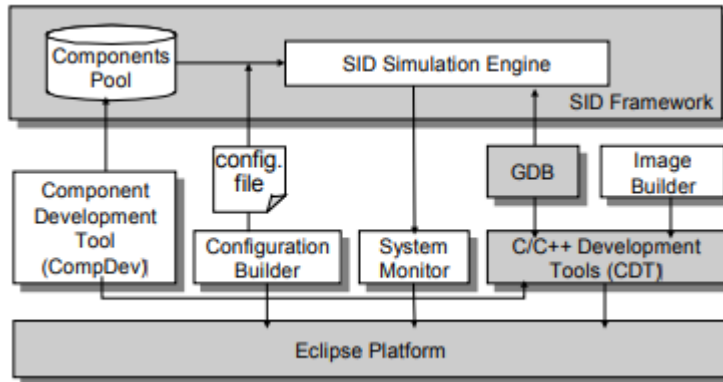 Components
Pool
SID Simulation Engine
SID Framework
config.
file
GDB
Image
Builder
Component
Development
Tool
(CompDev)
Configuration
Builder
System
Monitor
C/C++ Development
Tools (CDT)
Eclipse Platform